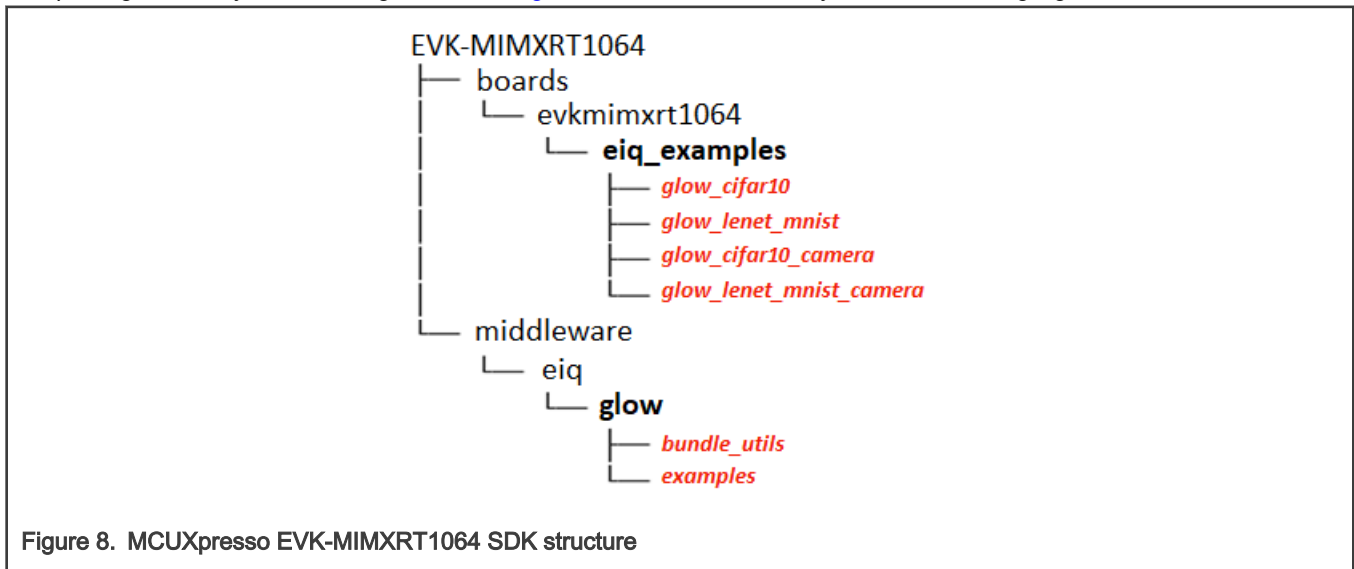 EVK-MIMXRT1064
boards
evkmimxrt1064
eiq_examples
glow_cifar10
glow_lenet_mnist
glow_cifar10_camera
glow_lenet_mnist_camera
middleware
eiq
glow
bundle_utils
examples
Figure 8. MCUXpresso EVK-MIMXRT1064 SDK structure